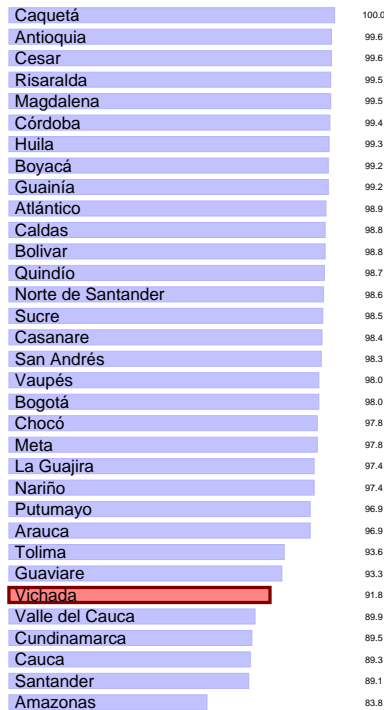 Caquetá 100.0
Antioquia 99.6
Cesar 99.6
Risaralda 99.5
Magdalena 99.5
Córdoba 99.4
Huila 99.3
Boyacá 99.2
Guainía 99.2
Atlántico 98.9
Caldas 98.8
Bolivar 98.8
Quindío 98.7
Norte de Santander 98.6
Sucre 98.5
Casanare 98.4
San Andrés 98.3
Vaupés 98.0
Bogotá 98.0
Chocó 97.8
Meta 97.8
La Guajira 97.4
Nariño 97.4
Putumayo 96.9
Arauca 96.9
Tolima 93.6
Guaviare 93.3
Vichada 91.8
Valle del Cauca 89.9
Cundinamarca 89.5
Cauca 89.3
Santander 89.1
Amazonas 83.8